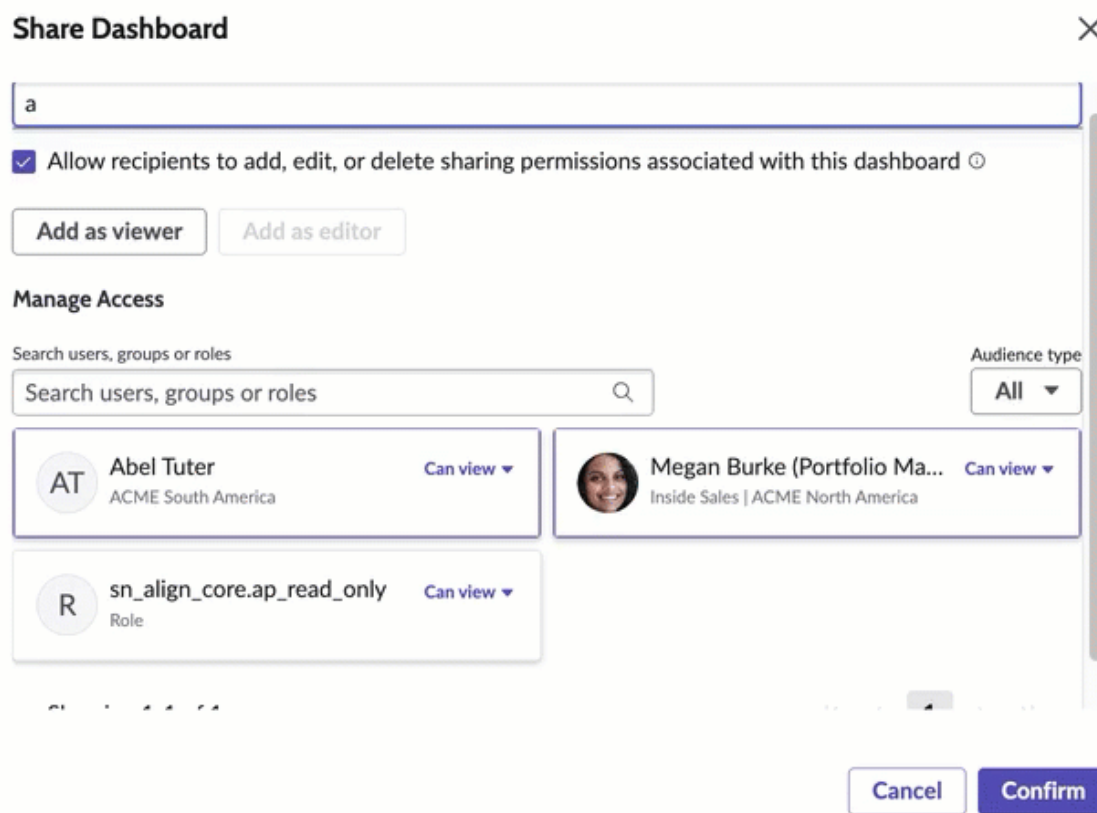 Share Dashboard
a
Allow recipients to add, edit, or delete sharing permissions associated with this dashboard
Add as viewer Add as editor
Manage Access
Search users, groups or roles Audience type
Search users, groups or roles All
AT Abel Tuter Can view Megan Burke (Portfolio Ma... Can view
ACME South America Inside Sales | ACME North America
R sn_align_core.ap_read_only Can view
Role
1
Cancel Confirm